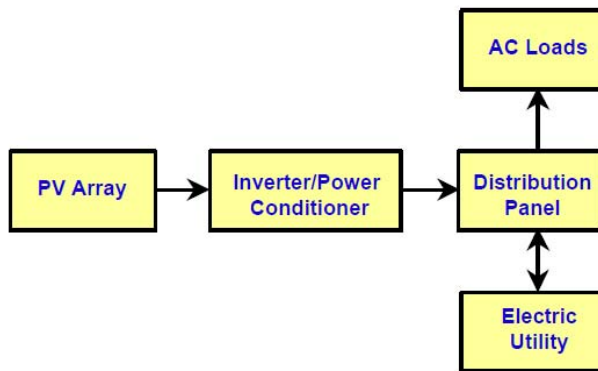 AC Loads
PV Array
Inverter/Power
Conditioner
Distribution
Panel
Electric
Utility